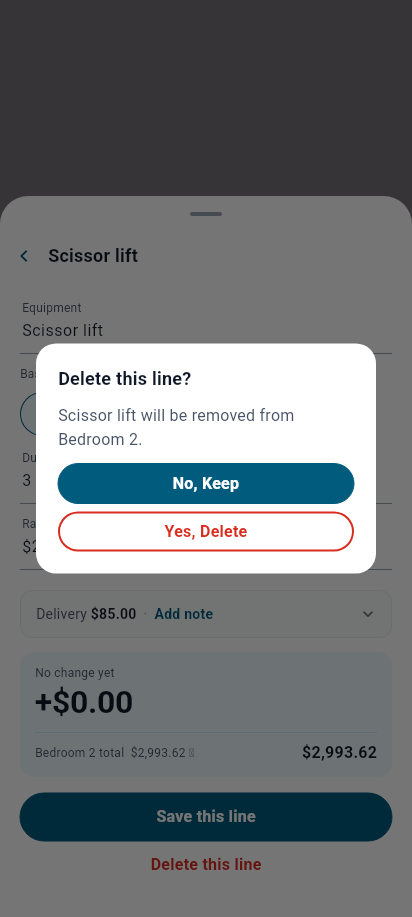 Scissor lift
Equipment
Scissor lift
Delete this line?
Scissor lift will be removed from
Bedroom 2.
No, Keep
Yes, Delete
Delivery $85.00 · Add note
No change yet
+$0.00
Bedroom 2 total $2,993.62
$2,993.62
Save this line
Delete this line